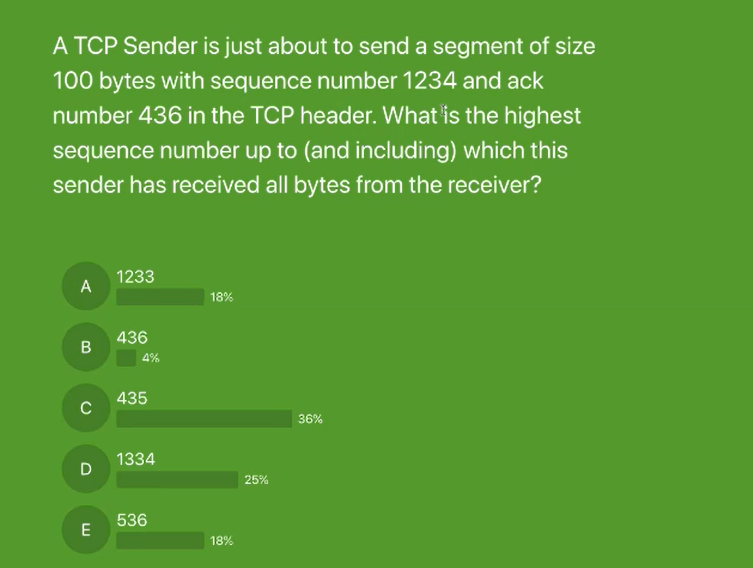 A TCP Sender is just about to send a segment of size
100 bytes with sequence number 1234 and ack
number 436 in the TCP header. What is the highest
sequence number up to (and including) which this
sender has received all bytes from the receiver?
A 1233
18%
B 436
4%
C 435
36%
D 1334
25%
E 536
18%